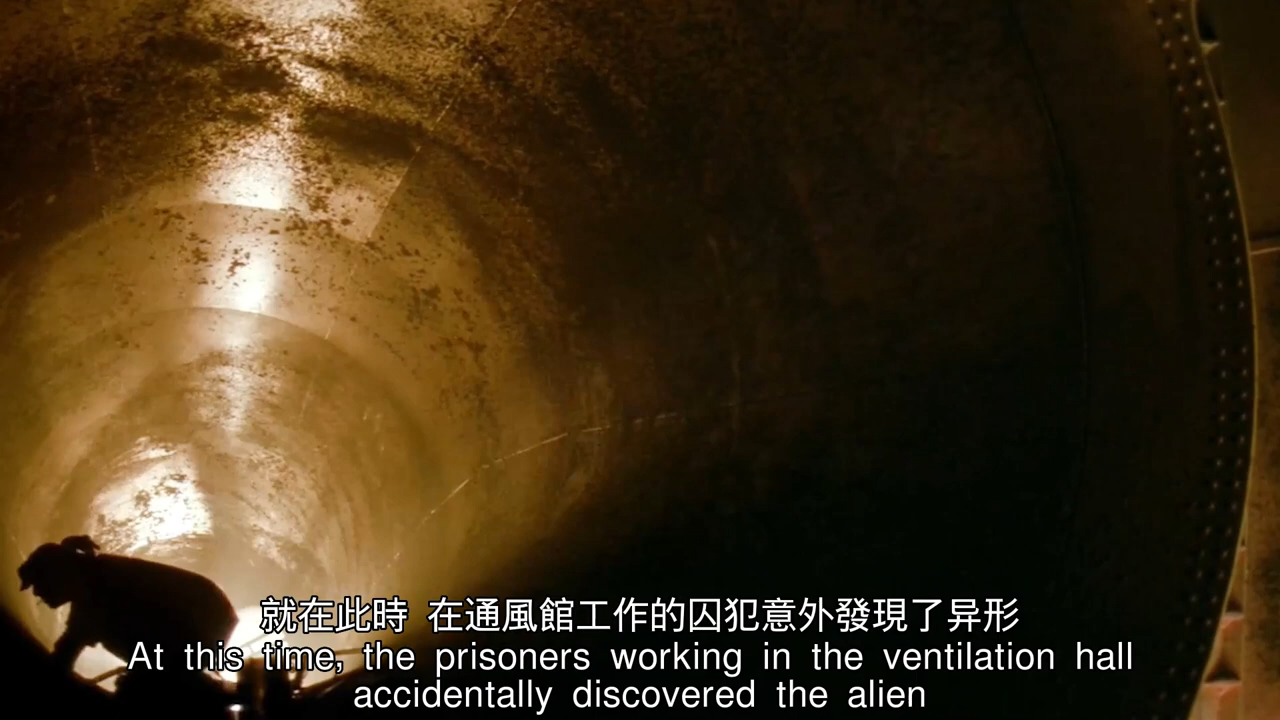 就在此時 在通風館工作的囚犯意外發現了异形
At this time, the prisoners working in the ventilation hall
accidentally discovered the alien